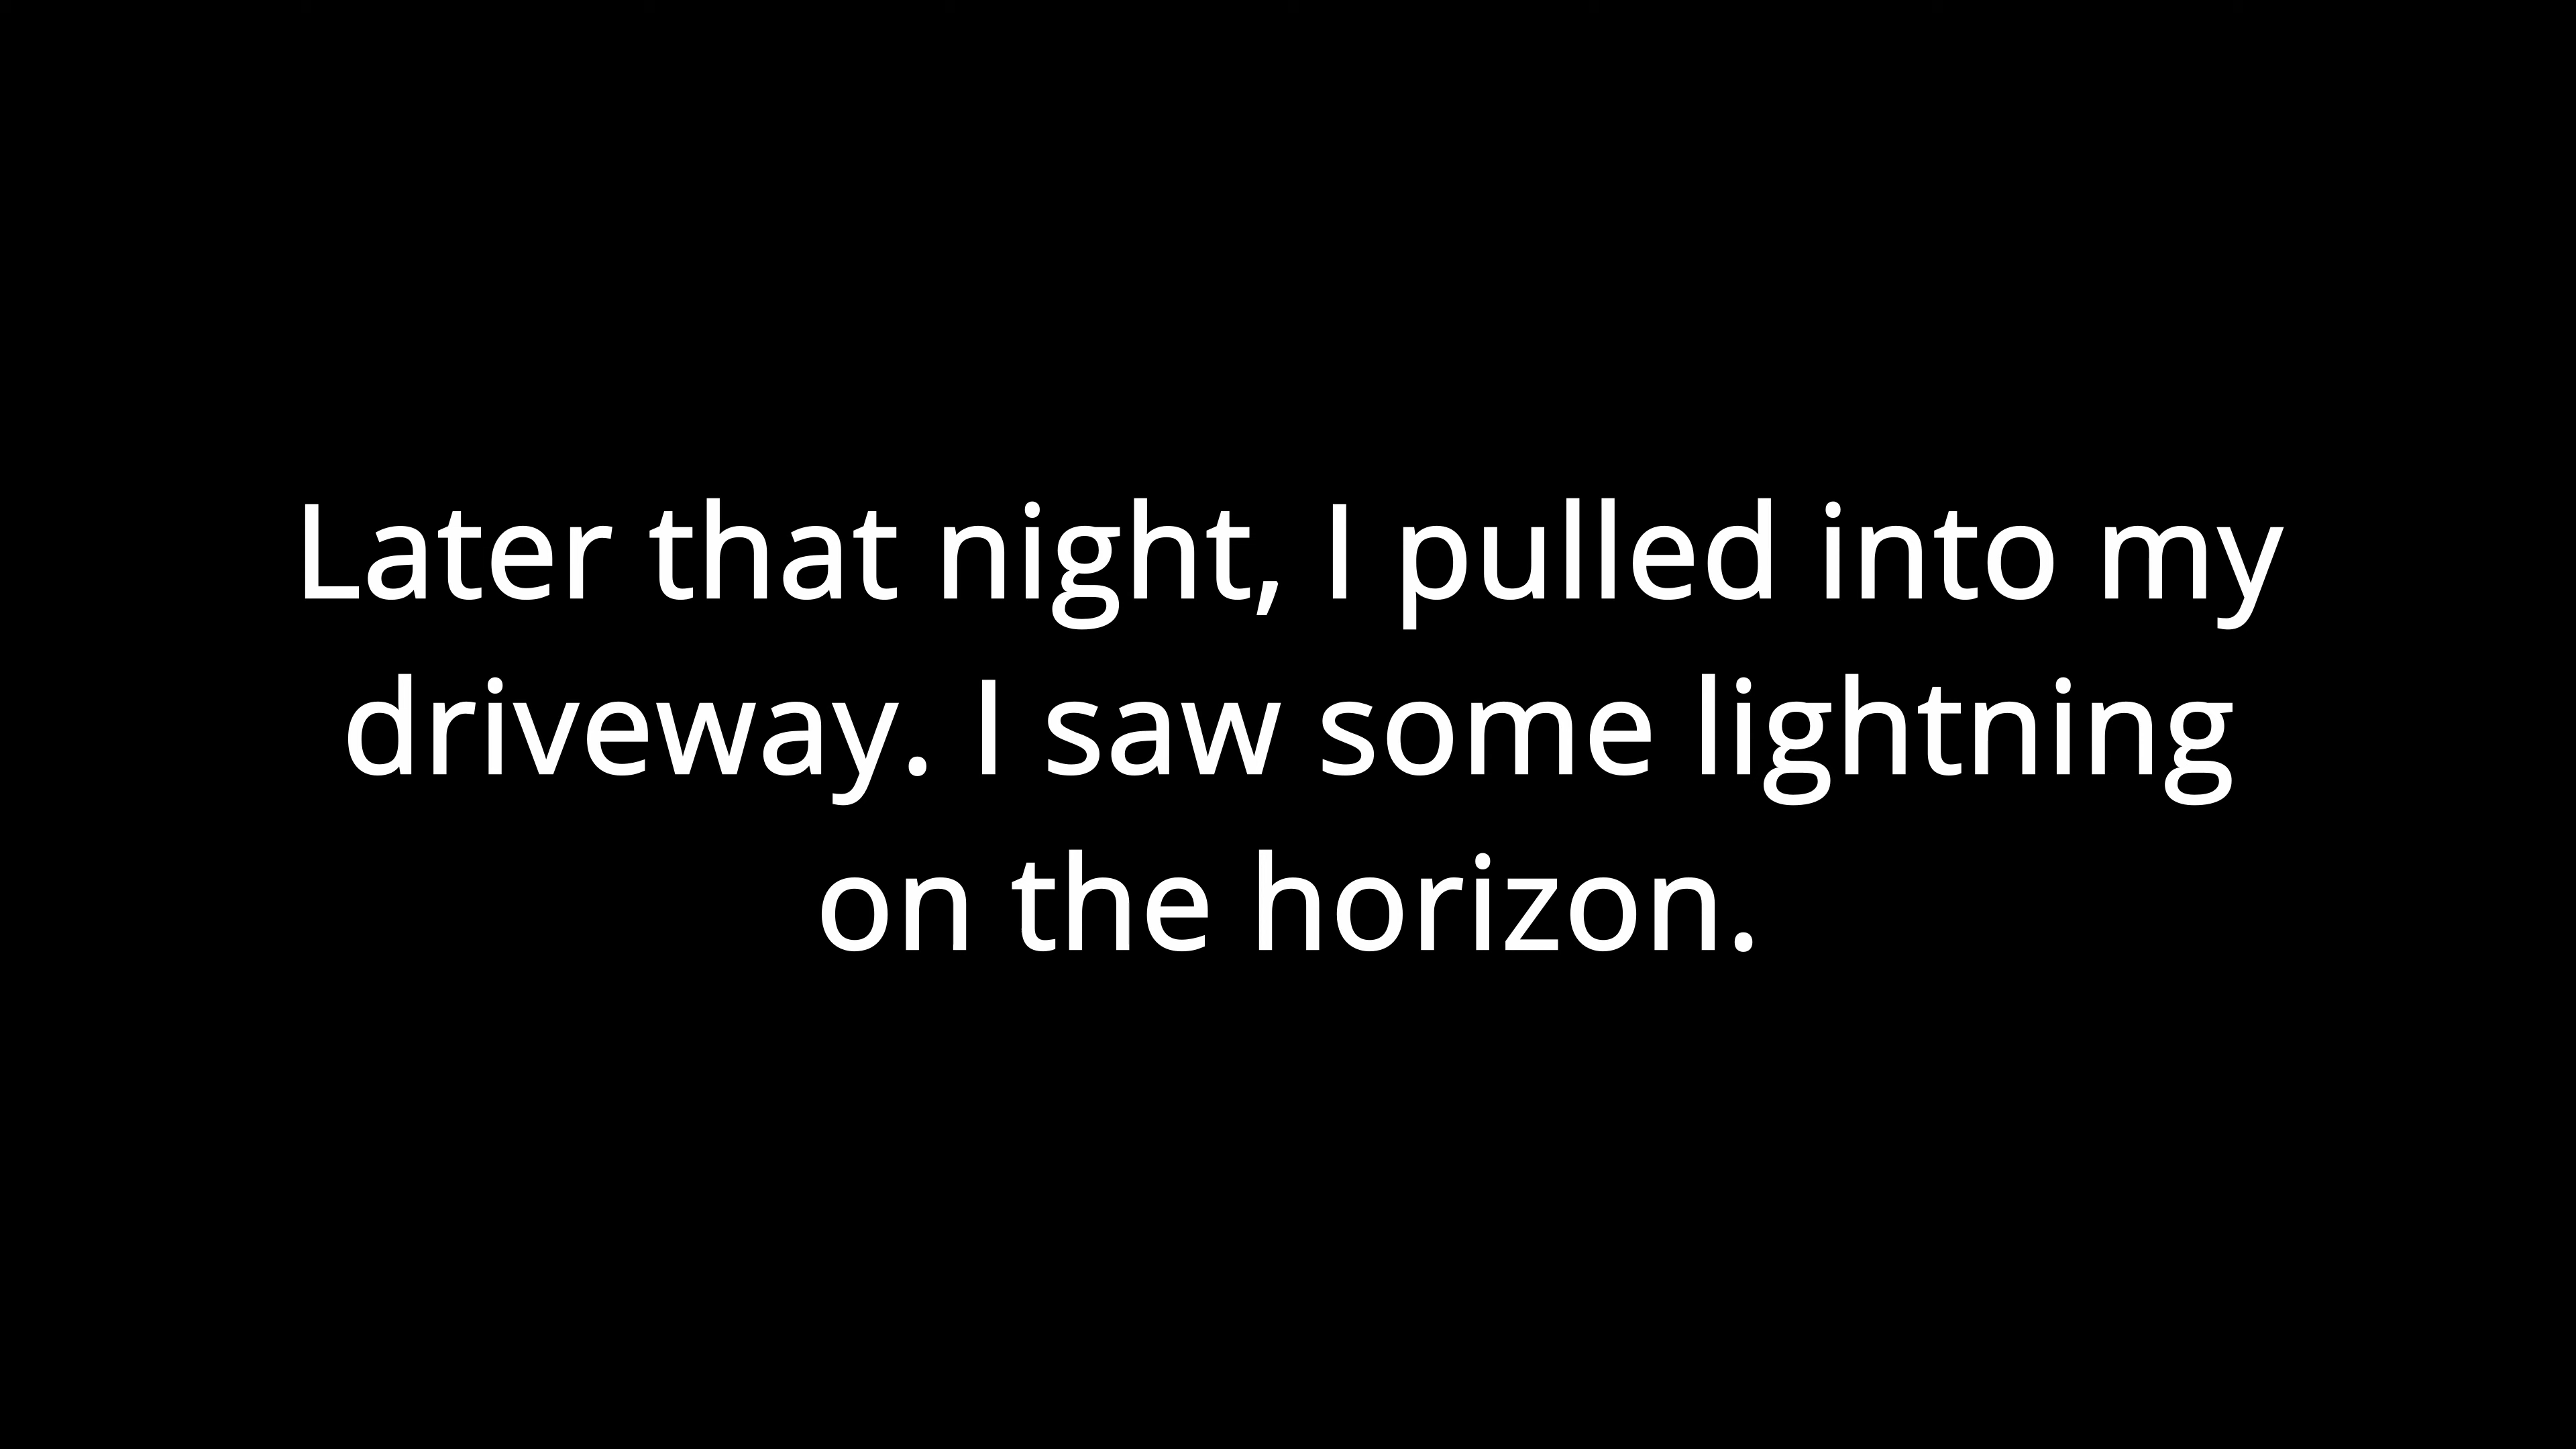 Later that night, I pulled into my
driveway. I saw some lightning
on the horizon.